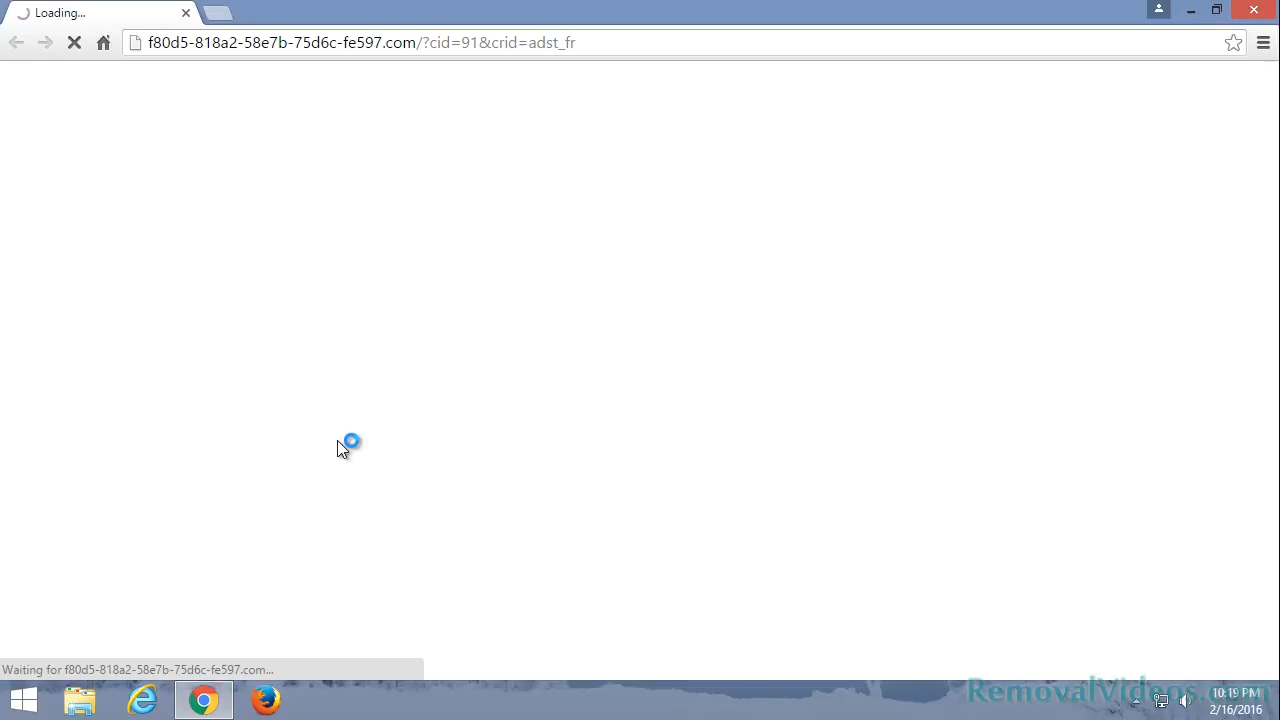 Loading...
f80d5-818a2-58e7b-75d6c-fe597.com/?cid=91&crid=adst_fr
Waiting for f80d5-818a2-58e7b-75d6c-fe597.com...
RemovalVideos.com
10:19 PM
2/16/2016